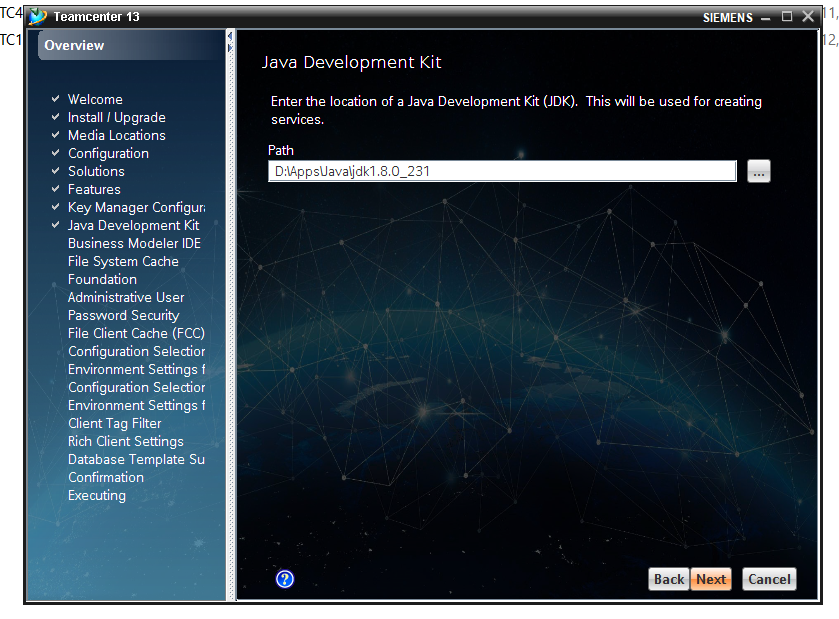 TC4
11,
TC1
12,
Teamcenter 13
SIEMENS
Overview
Welcome
Install / Upgrade
Media Locations
Configuration
Solutions
Features
Key Manager Configura
Java Development Kit
Business Modeler IDE
File System Cache
Foundation
Administrative User
Password Security
File Client Cache (FCC)
Configuration Selection
Environment Settings f
Configuration Selection
Environment Settings f
Client Tag Filter
Rich Client Settings
Database Template Su
Confirmation
Executing
Java Development Kit
Enter the location of a Java Development Kit (JDK).  This will be used for creating
services.
Path
D:\Apps\Java\jdk1.8.0_231
...
?
Back
Next
Cancel